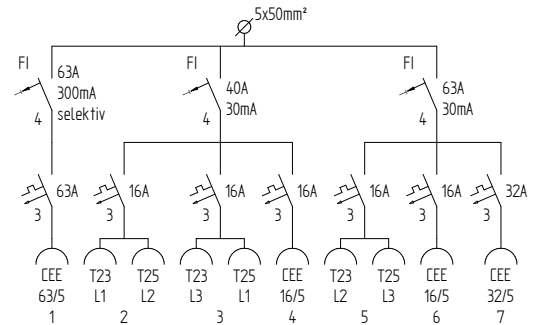 5x50mm²
FI 63A
300mA
4 selektiv
FI 40A
30mA
4
FI 63A
30mA
4
63A 16A 16A 16A 16A 16A 32A
3 3 3 3 3 3 3
CEE T23 T25 T23 T25 CEE T23 T25 CEE CEE
63/5 L1 L2 L3 L1 16/5 L2 L3 16/5 32/5
1 2 3 4 5 6 7